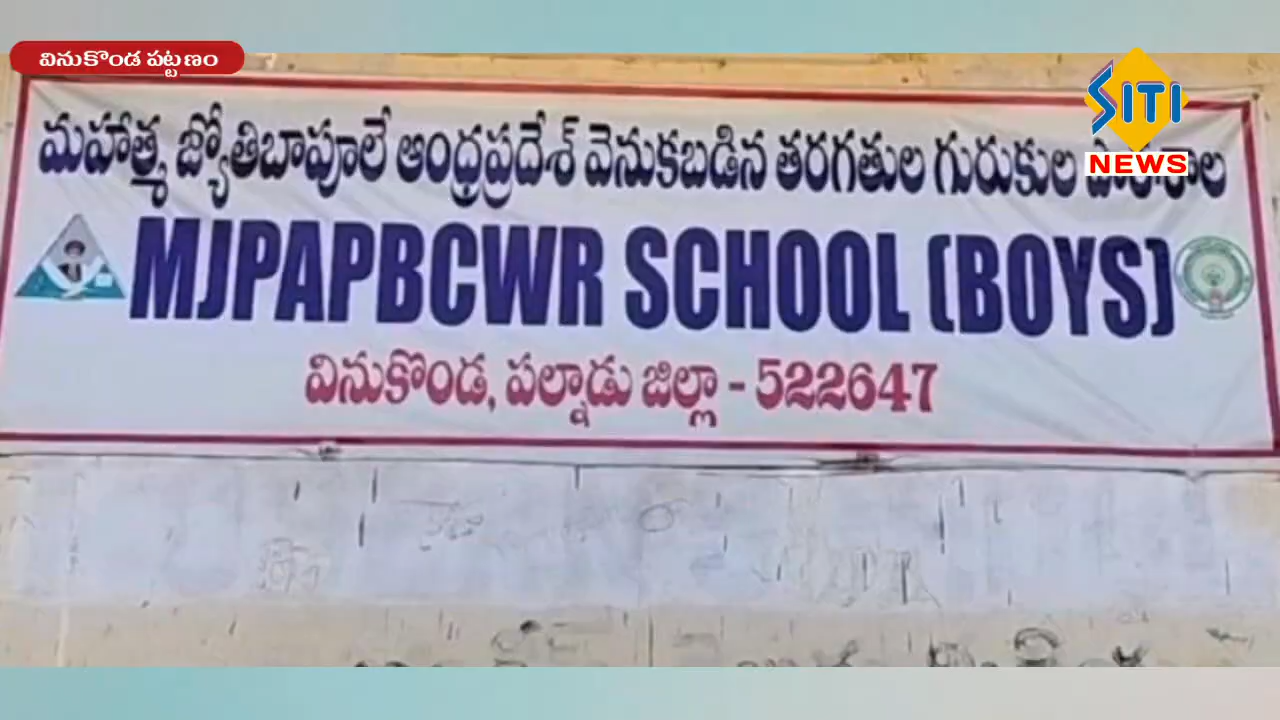 వినుకొండ పట్టణం
SITI
NEWS
మహాత్మ జ్యోతిబాపూలే ఆంధ్రప్రదేశ్ వెనుకబడిన తరగతుల గురుకుల
MJPAPBCWR SCHOOL (BOYS)
వినుకొండ, పల్నాడు జిల్లా - 522647